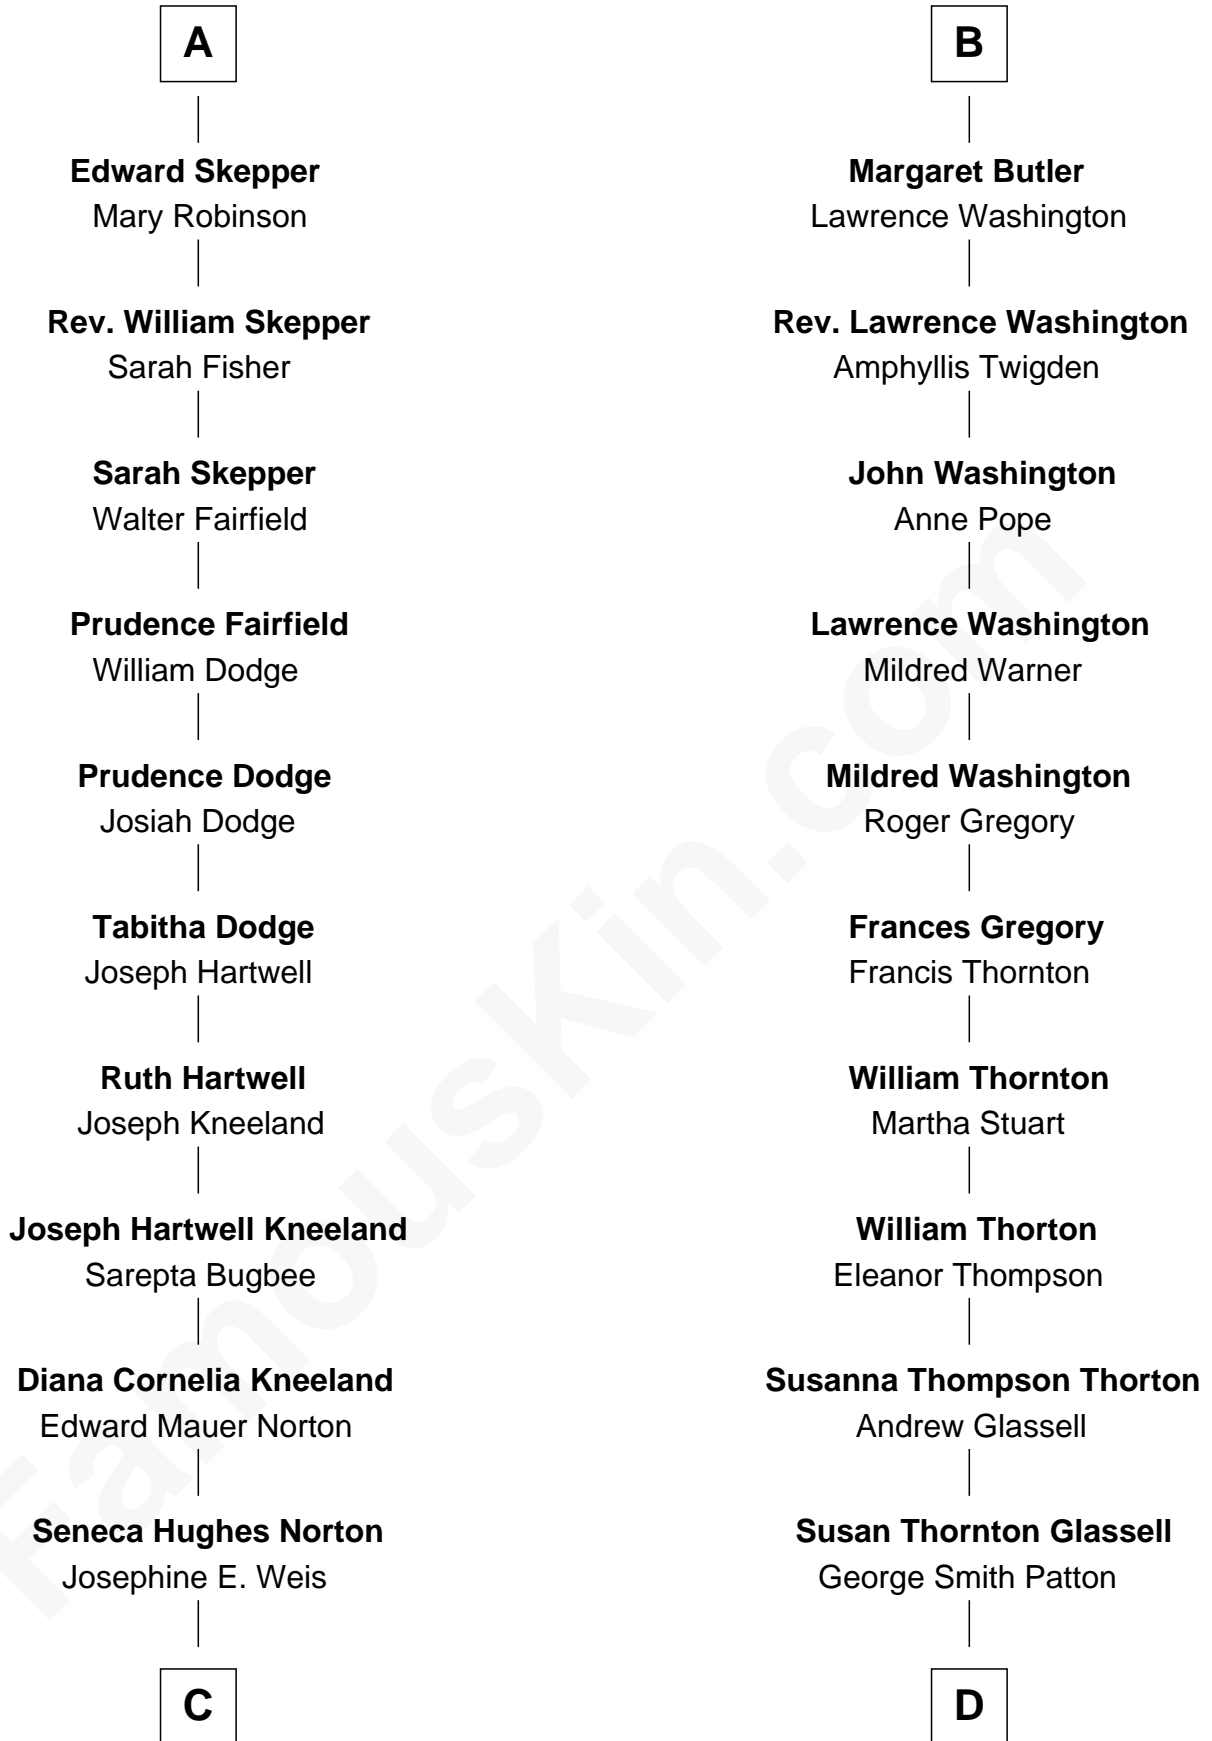 A
Edward Skepper
Mary Robinson
Rev. William Skepper
Sarah Fisher
Sarah Skepper
Walter Fairfield
Prudence Fairfield
William Dodge
Prudence Dodge
Josiah Dodge
Tabitha Dodge
Joseph Hartwell
Ruth Hartwell
Joseph Kneeland
Joseph Hartwell Kneeland
Sarepta Bugbee
Diana Cornelia Kneeland
Edward Mauer Norton
Seneca Hughes Norton
Josephine E. Weis
C
B
Margaret Butler
Lawrence Washington
Rev. Lawrence Washington
Amphyllis Twigden
John Washington
Anne Pope
Lawrence Washington
Mildred Warner
Mildred Washington
Roger Gregory
Frances Gregory
Francis Thornton
William Thornton
Martha Stuart
William Thorton
Eleanor Thompson
Susanna Thompson Thorton
Andrew Glassell
Susan Thornton Glassell
George Smith Patton
D
FamousKin.com